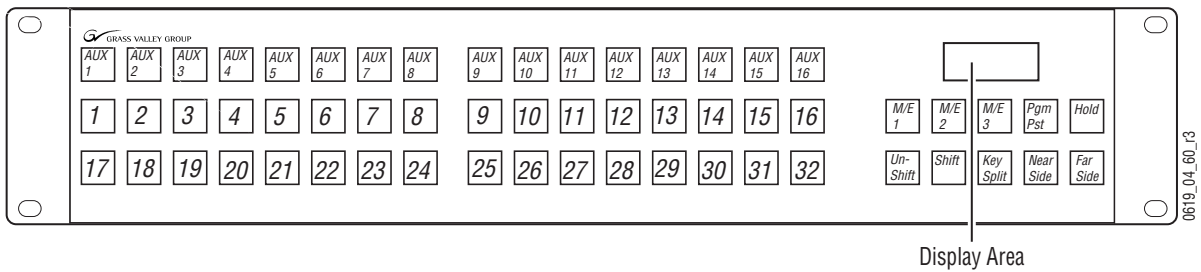 GV GRASS VALLEY GROUP
AUX 1 AUX 2 AUX 3 AUX 4 AUX 5 AUX 6 AUX 7 AUX 8 AUX 9 AUX 10 AUX 11 AUX 12 AUX 13 AUX 14 AUX 15 AUX 16
1 2 3 4 5 6 7 8 9 10 11 12 13 14 15 16
M/E 1 M/E 2 M/E 3 Pgm Pst Hold
17 18 19 20 21 22 23 24 25 26 27 28 29 30 31 32
Un-Shift Shift Key Split Near Side Far Side
0619_04_60_r3
Display Area